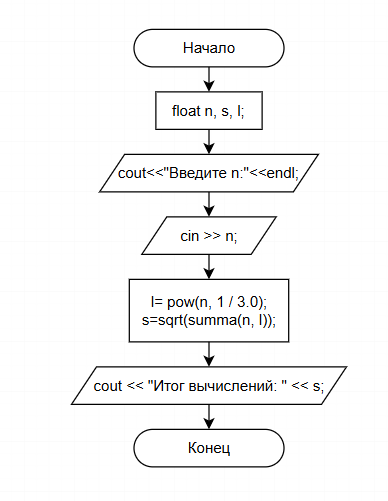 Начало
float n, s, l;
cout<<"Введите n:"<<endl;
cin >> n;
l= pow(n, 1 / 3.0);
s=sqrt(summa(n, l));
cout << "Итог вычислений: " << s;
Конец